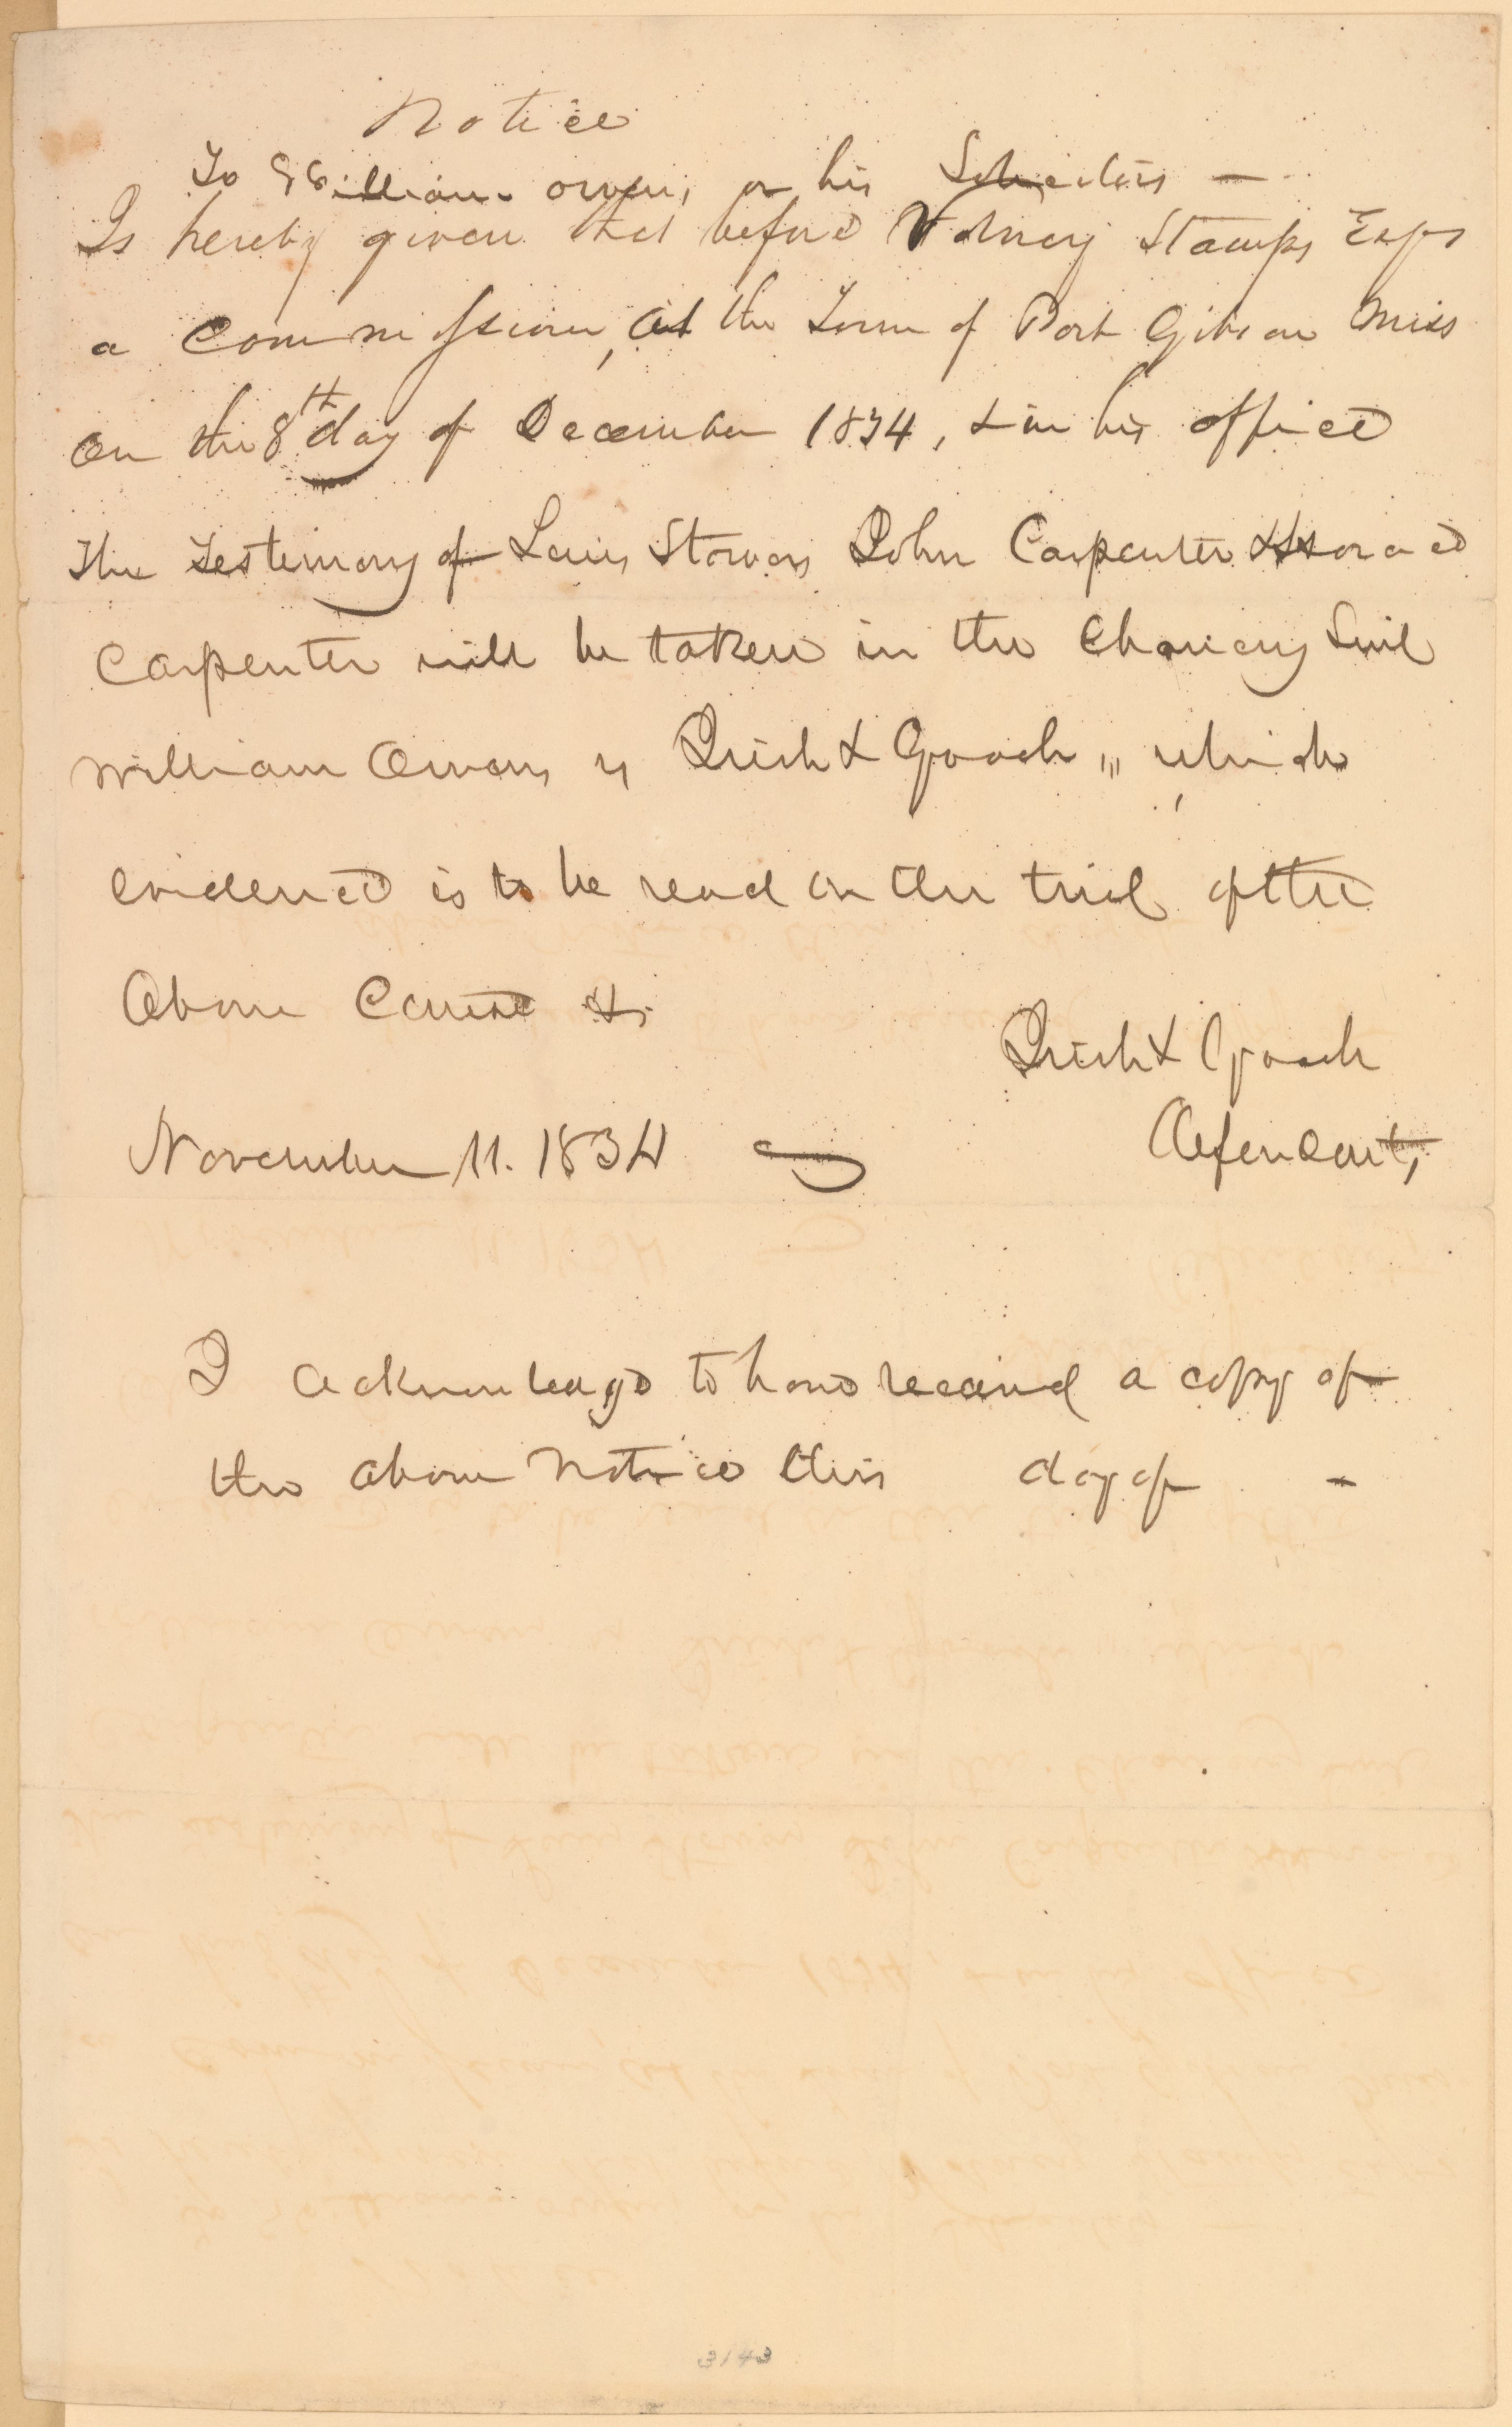 Notice
To William Owens or his Solicitors —
Is hereby given that before Volney Stamps Esqr
a Commissioner, at the Town of Port Gibson Miss
on the 8th day of December 1834, & in his office
The Testimony of Lewis Stowers John Carpenter & Horace
Carpenter will be taken in the Chancery Suit
William Owens vs Irish & Gooch which
evidence is to be read on the trial of the
Above Cause &c
Irish & Gooch
November 11. 1834
Defendants
I acknowledge to have received a copy of
the above Notice this day of -
3143